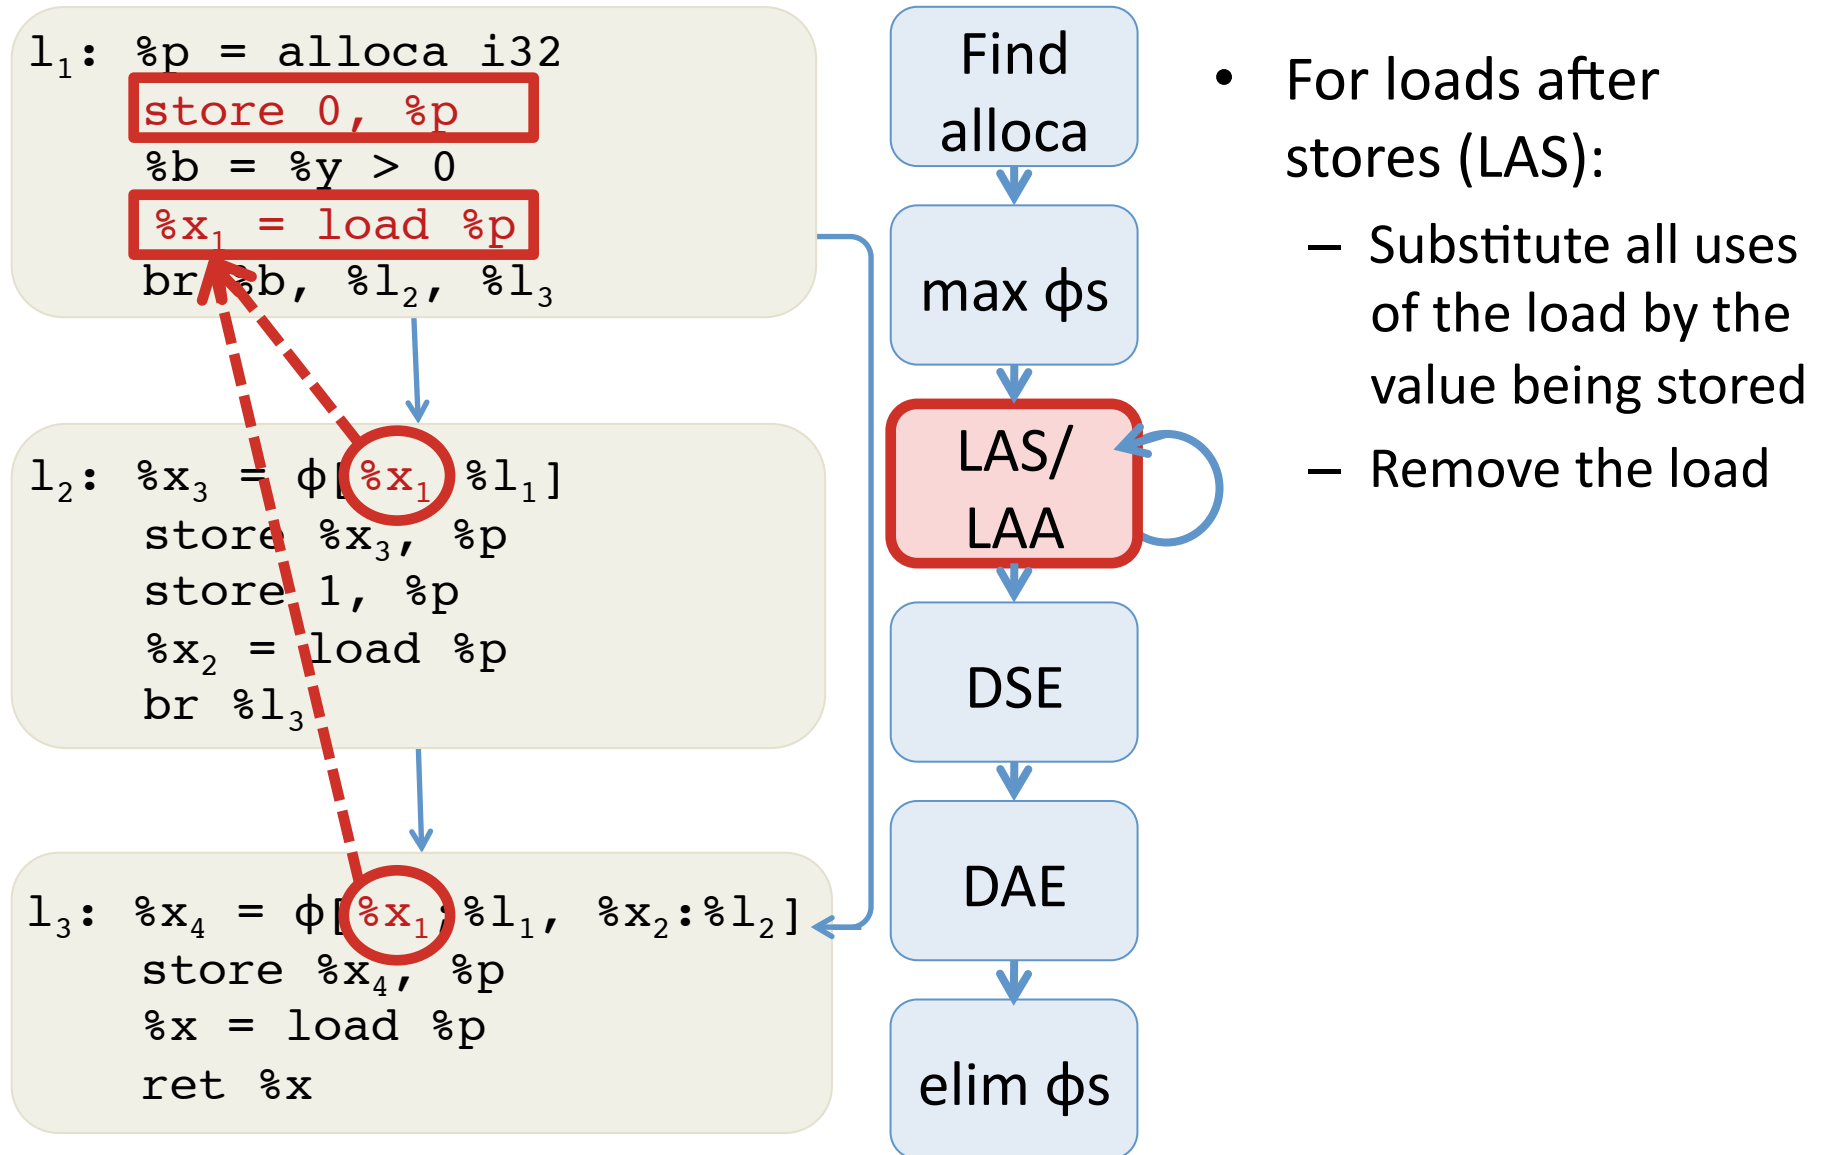 l₁: %p = alloca i32
store 0, %p
%b = %y > 0
%x₁ = load %p
br %b, %l₂, %l₃
l₂: %x₃ = ϕ[%x₁ %l₁]
store %x₃, %p
store 1, %p
%x₂ = load %p
br %l₃
l₃: %x₄ = ϕ[%x₁:%l₁, %x₂:%l₂]
store %x₄, %p
%x = load %p
ret %x
Find
alloca
max ϕs
LAS/
LAA
DSE
DAE
elim ϕs
• For loads after
stores (LAS):
– Substitute all uses
of the load by the
value being stored
– Remove the load